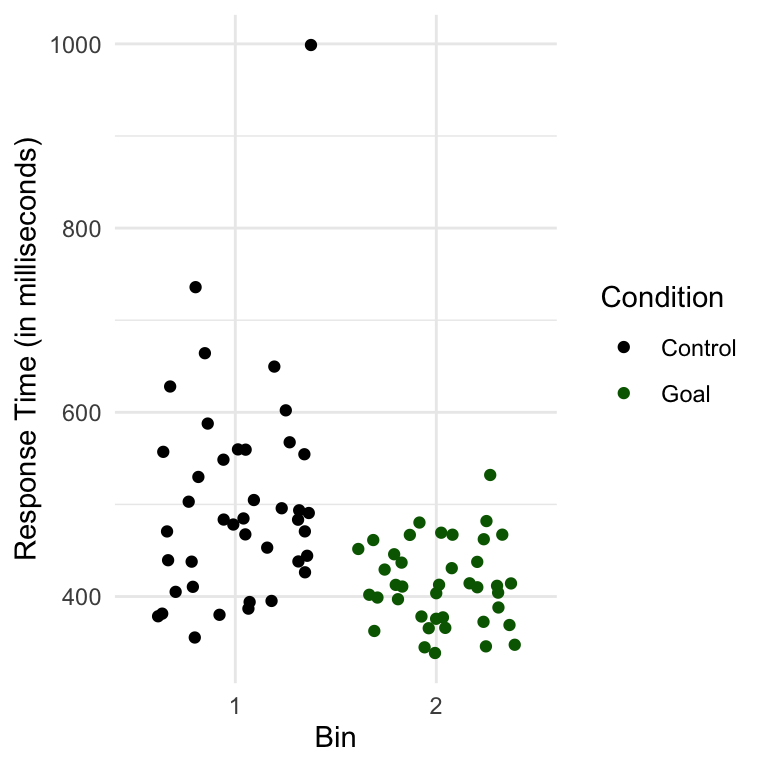 1000
800
600
400
Response Time (in milliseconds)
1
2
Bin
Condition
Control
Goal